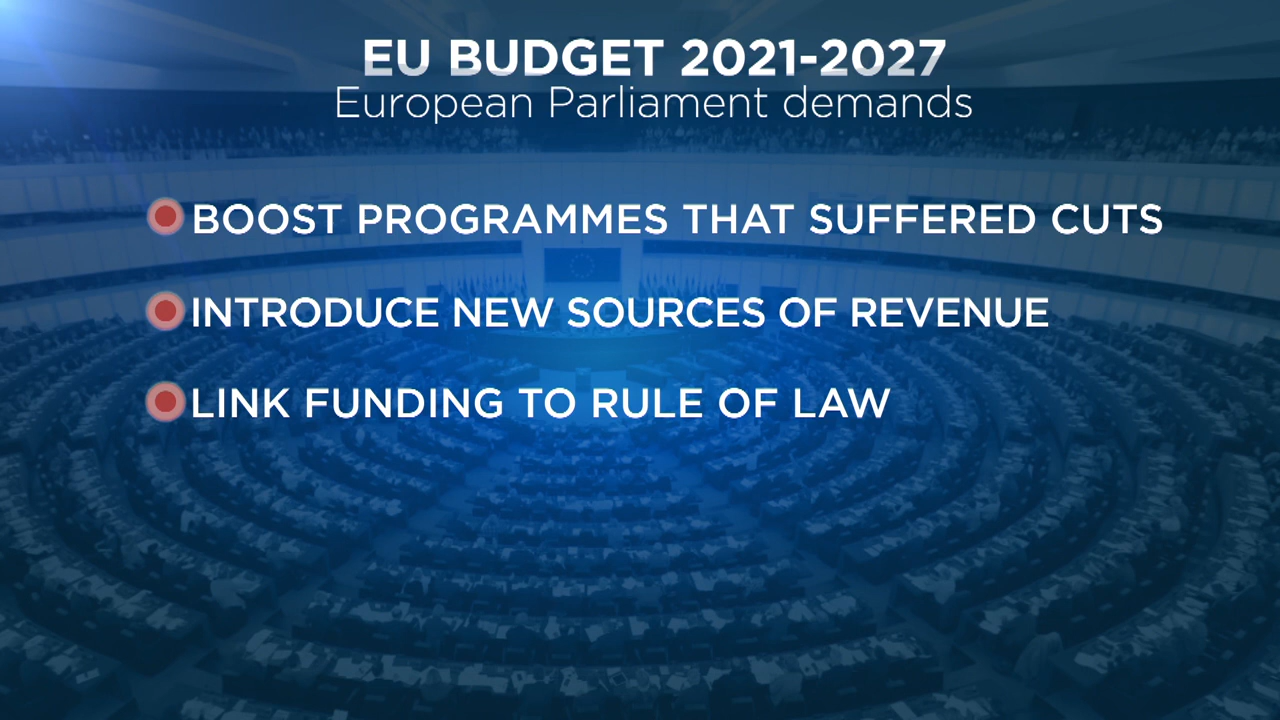 EU BUDGET 2021-2027
European Parliament demands
BOOST PROGRAMMES THAT SUFFERED CUTS
INTRODUCE NEW SOURCES OF REVENUE
LINK FUNDING TO RULE OF LAW